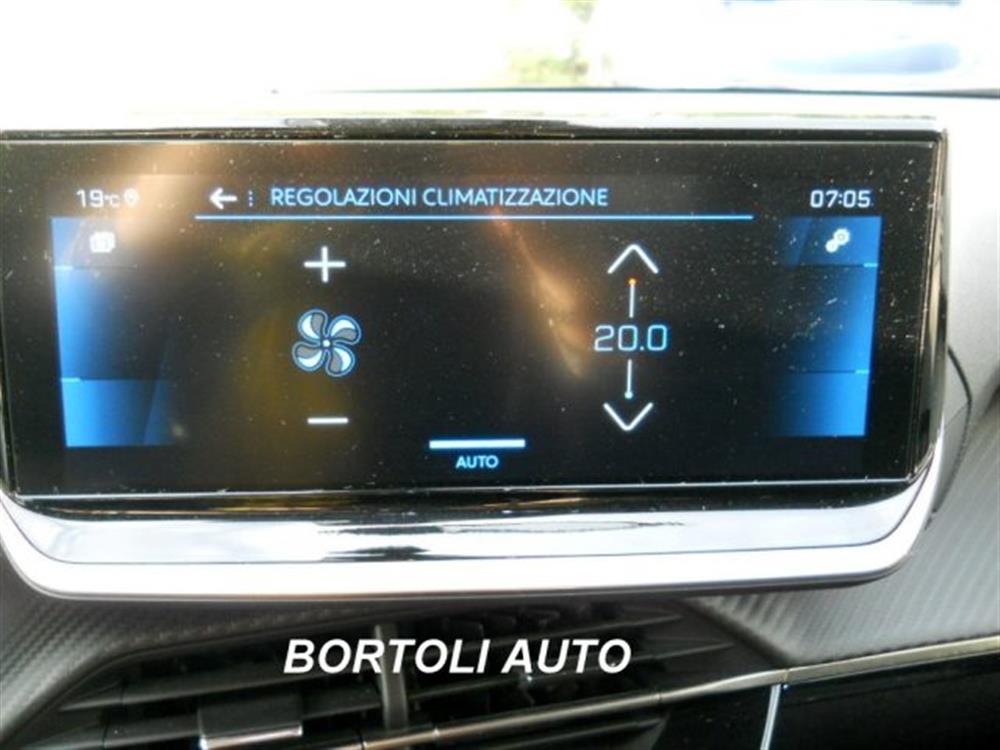 19°C
REGOLAZIONI CLIMATIZZAZIONE
07:05
20.0
AUTO
BORTOLI AUTO